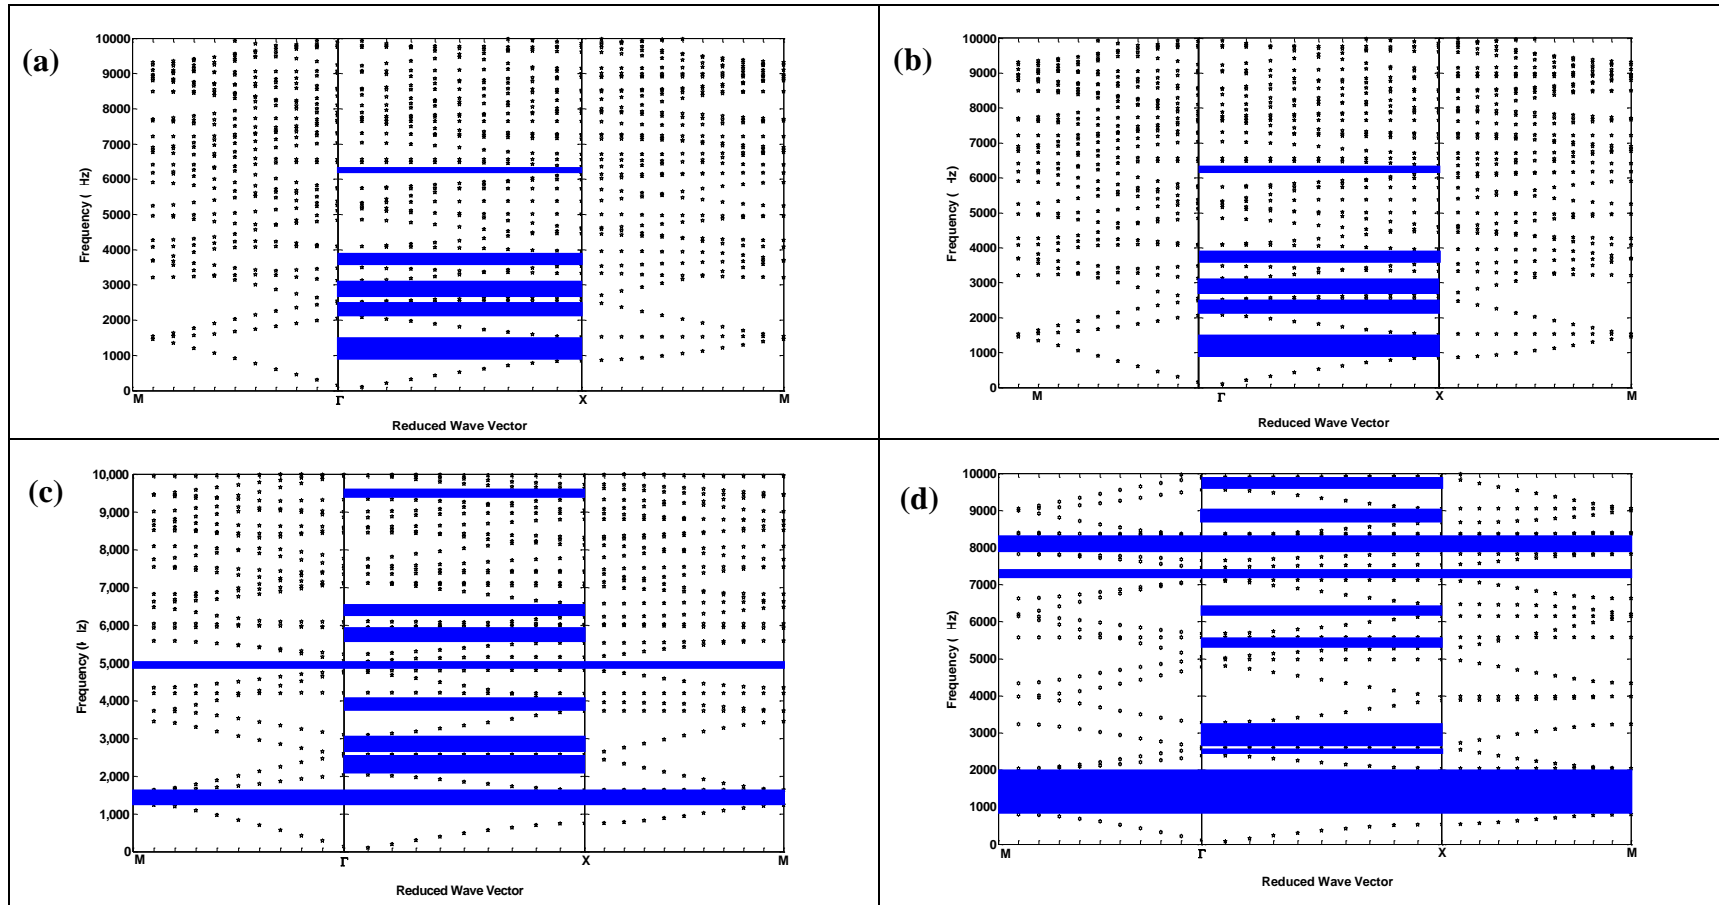 (a)
10000
9000
8000
7000
6000
5000
4000
3000
2000
1000
0
Frequency ( Hz)
M Γ X M
Reduced Wave Vector
(b)
10000
9000
8000
7000
6000
5000
4000
3000
2000
1000
0
Frequency ( Hz)
M Γ X M
Reduced Wave Vector
(c)
10,000
9,000
8,000
7,000
6,000
5,000
4,000
3,000
2,000
1,000
0
Frequency (
M Γ X M
Reduced Wave Vector
(d)
10000
9000
8000
7000
6000
5000
4000
3000
2000
1000
0
Frequency ( Hz)
M Γ X M
Reduced Wave Vector